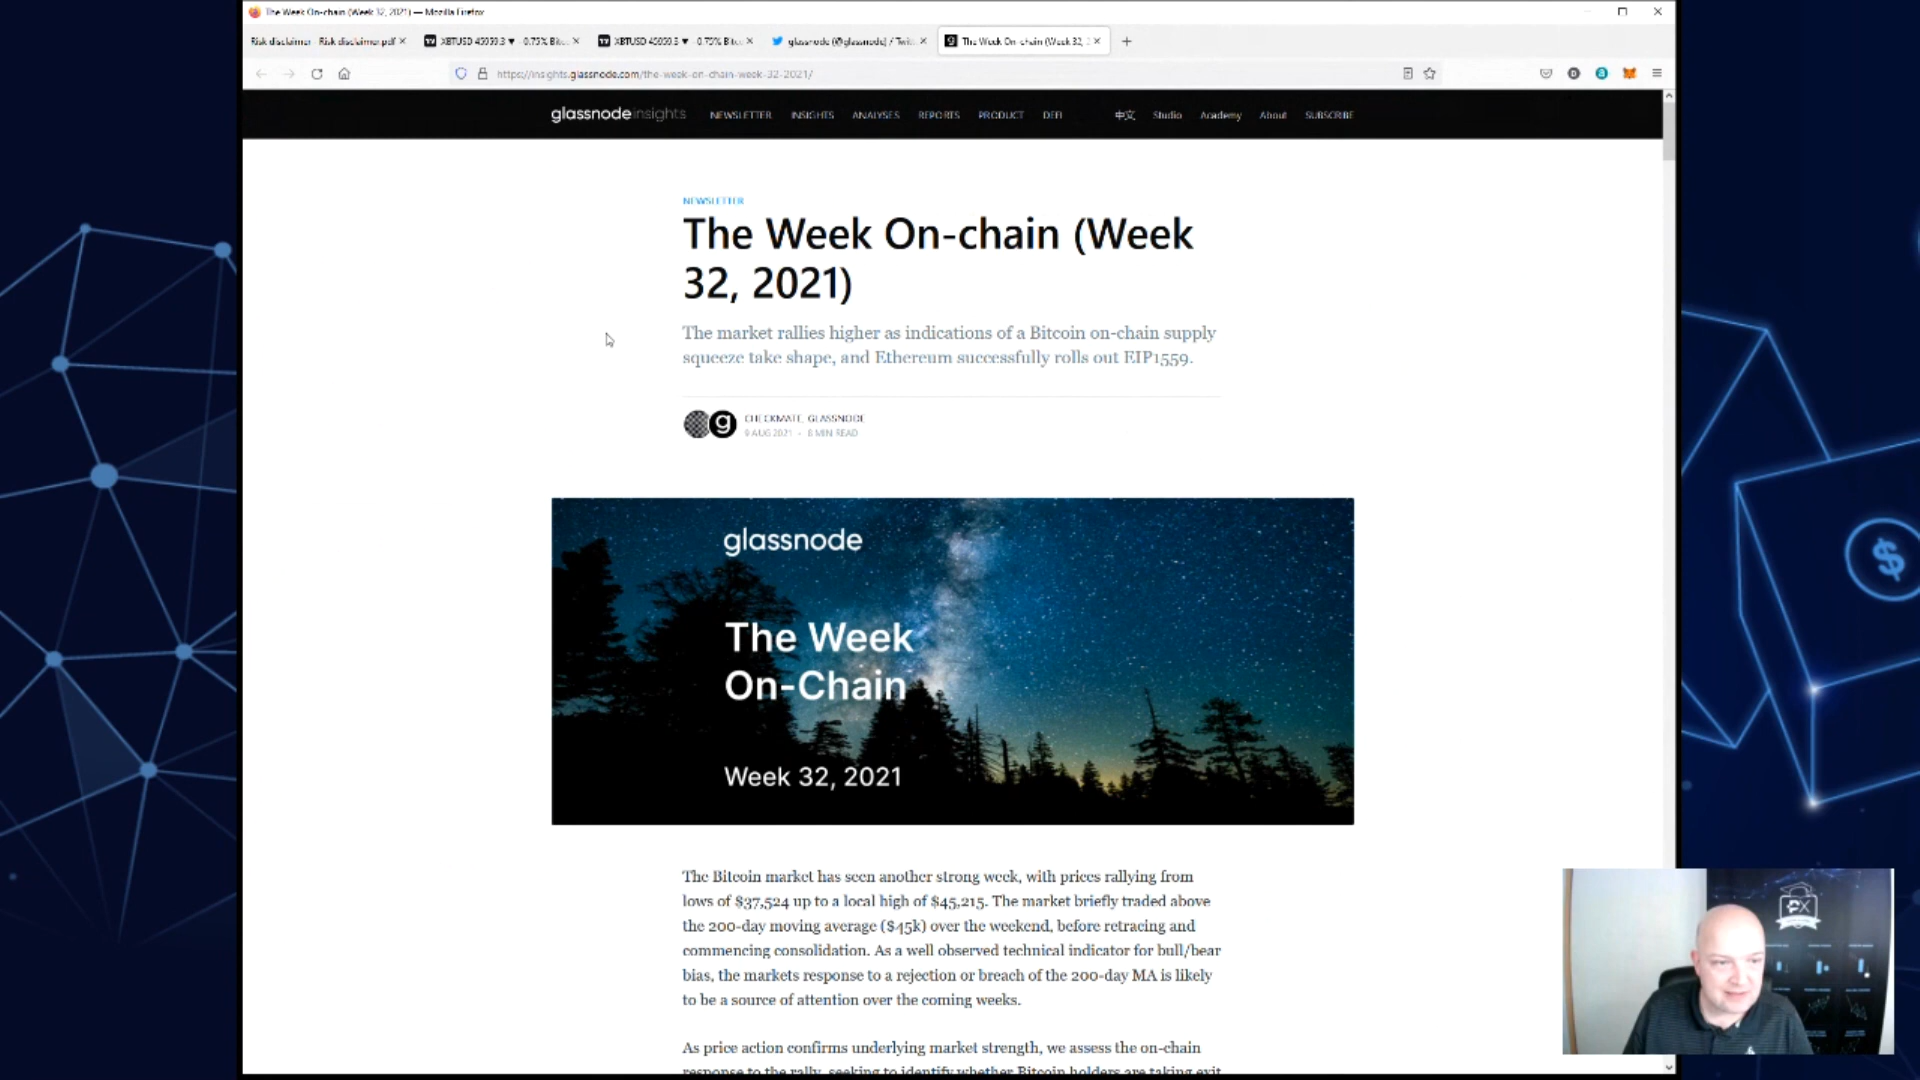 The Week On-chain (Week 32, 2021) — Mozilla Firefox
Risk disclaimer - Risk disclaimer.pdf
XBTUSD 45959.3 ▼ -0.75% Bitc
XBTUSD 45959.3 ▼ -0.75% Bitc
glassnode (@glassnode) / Twitt
The Week On-chain (Week 32,
https://insights.glassnode.com/the-week-on-chain-week-32-2021/
glassnode insights
NEWSLETTER
INSIGHTS
ANALYSES
REPORTS
PRODUCT
DEFI
中文
Studio
Academy
About
SUBSCRIBE
NEWSLETTER
The Week On-chain (Week
32, 2021)
The market rallies higher as indications of a Bitcoin on-chain supply
squeeze take shape, and Ethereum successfully rolls out EIP1559.
CHECKMATE, GLASSNODE
9 AUG 2021 • 8 MIN READ
glassnode
The Week
On-Chain
Week 32, 2021
The Bitcoin market has seen another strong week, with prices rallying from
lows of $37,524 up to a local high of $45,215. The market briefly traded above
the 200-day moving average ($45k) over the weekend, before retracing and
commencing consolidation. As a well observed technical indicator for bull/bear
bias, the markets response to a rejection or breach of the 200-day MA is likely
to be a source of attention over the coming weeks.
As price action confirms underlying market strength, we assess the on-chain
response to the rally, seeking to identify whether Bitcoin holders are taking exit